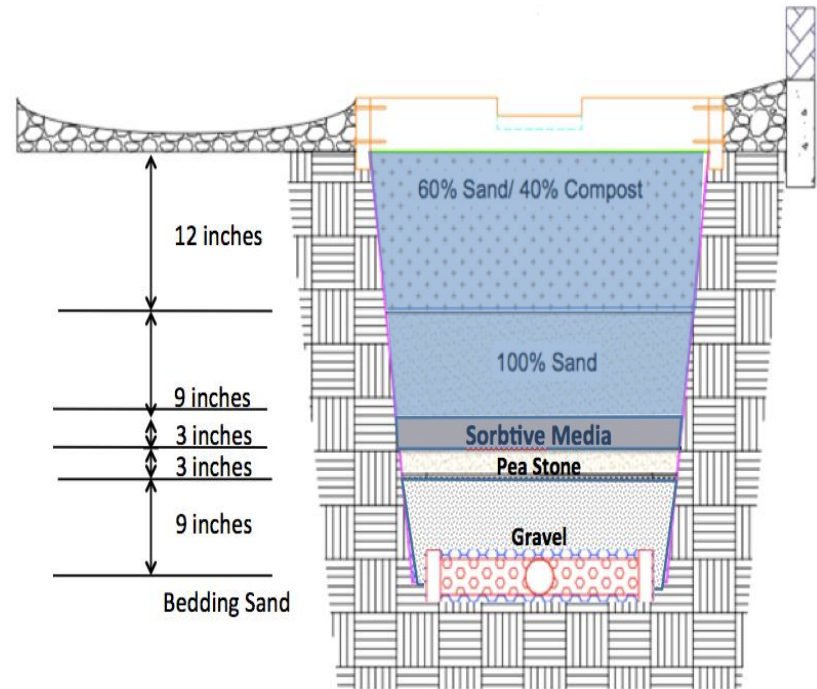 60% Sand/ 40% Compost
12 inches
100% Sand
9 inches
3 inches
Sorbtive Media
3 inches
Pea Stone
9 inches
Gravel
Bedding Sand